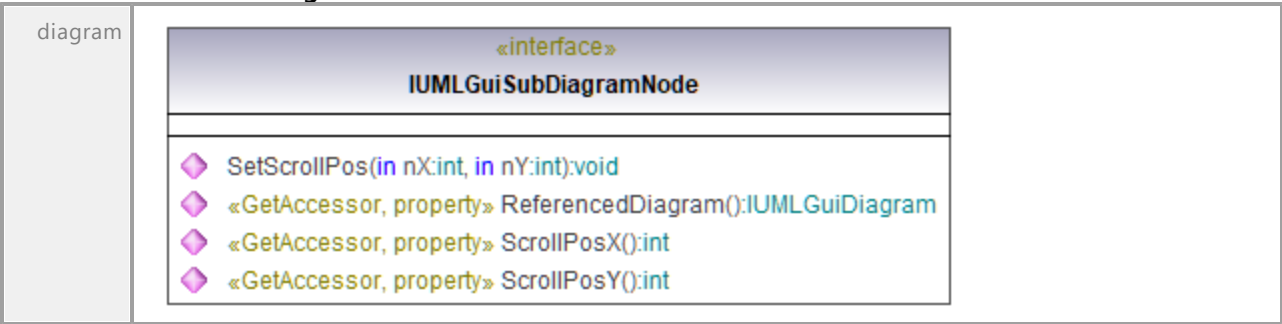 diagram
«interface»
IUMLGuiSubDiagramNode
SetScrollPos(in nX:int, in nY:int):void
«GetAccessor, property» ReferencedDiagram():IUMLGuiDiagram
«GetAccessor, property» ScrollPosX():int
«GetAccessor, property» ScrollPosY():int